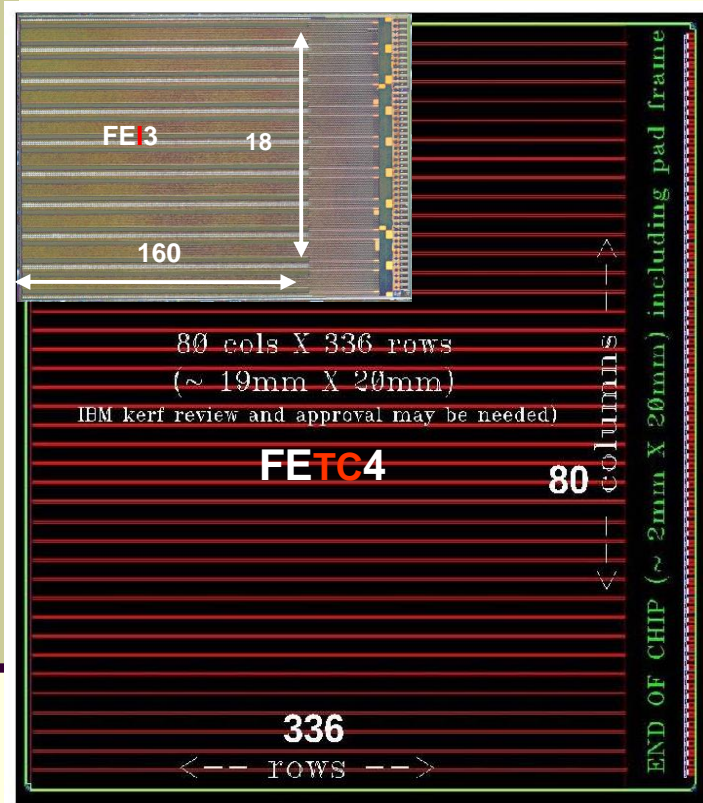 FEI3
18
160
80 cols X 336 rows
(~ 19mm X 20mm)
IBM kerf review and approval may be needed)
FETC4
80
<-- columns -->
336
<-- rows -->
END OF CHIP (~ 2mm X 20mm) including pad frame